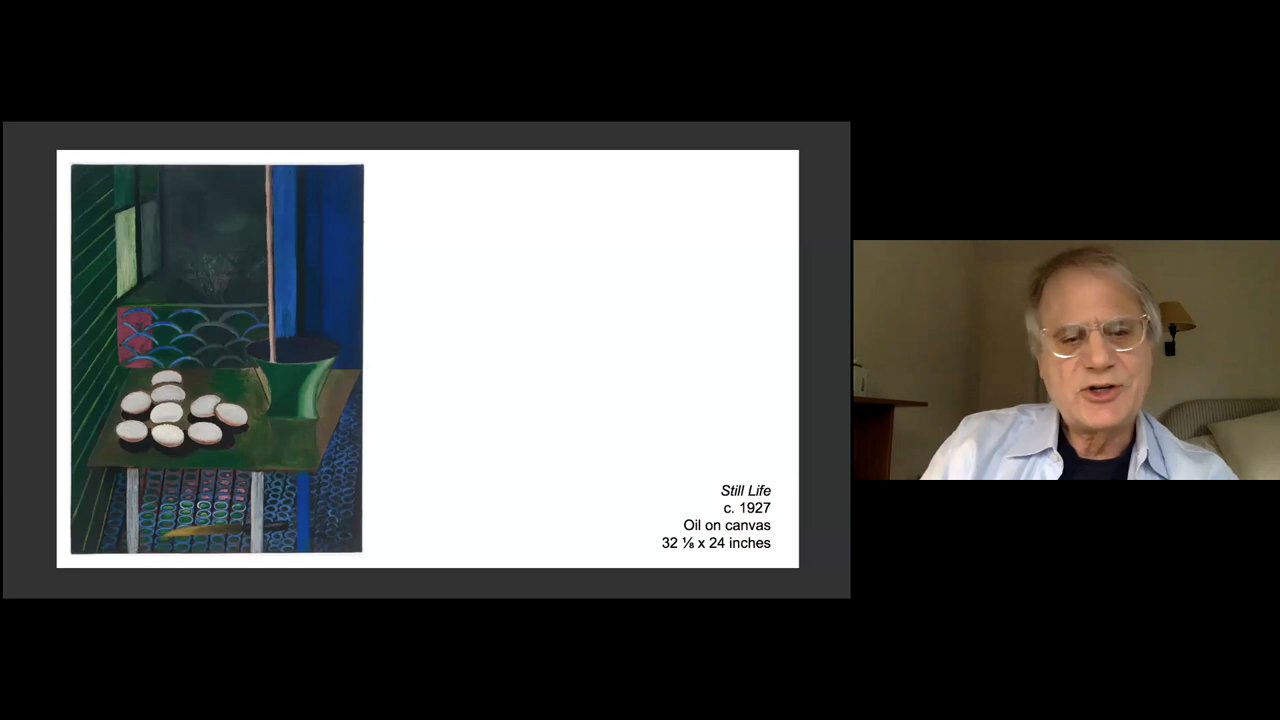 Still Life
c. 1927
Oil on canvas
32 ⅛ x 24 inches